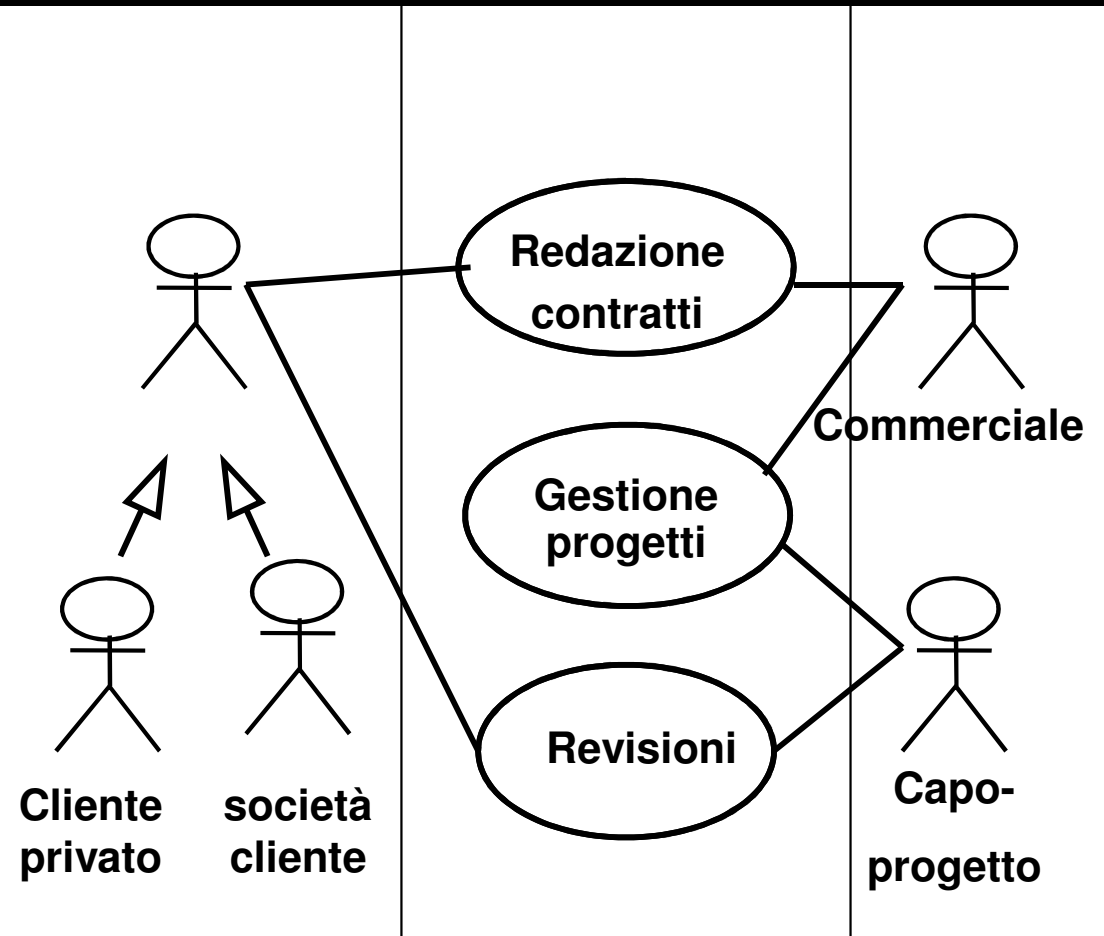 Redazione
contratti
Commerciale
Gestione
progetti
Revisioni
Cliente
privato
società
cliente
Capo-
progetto